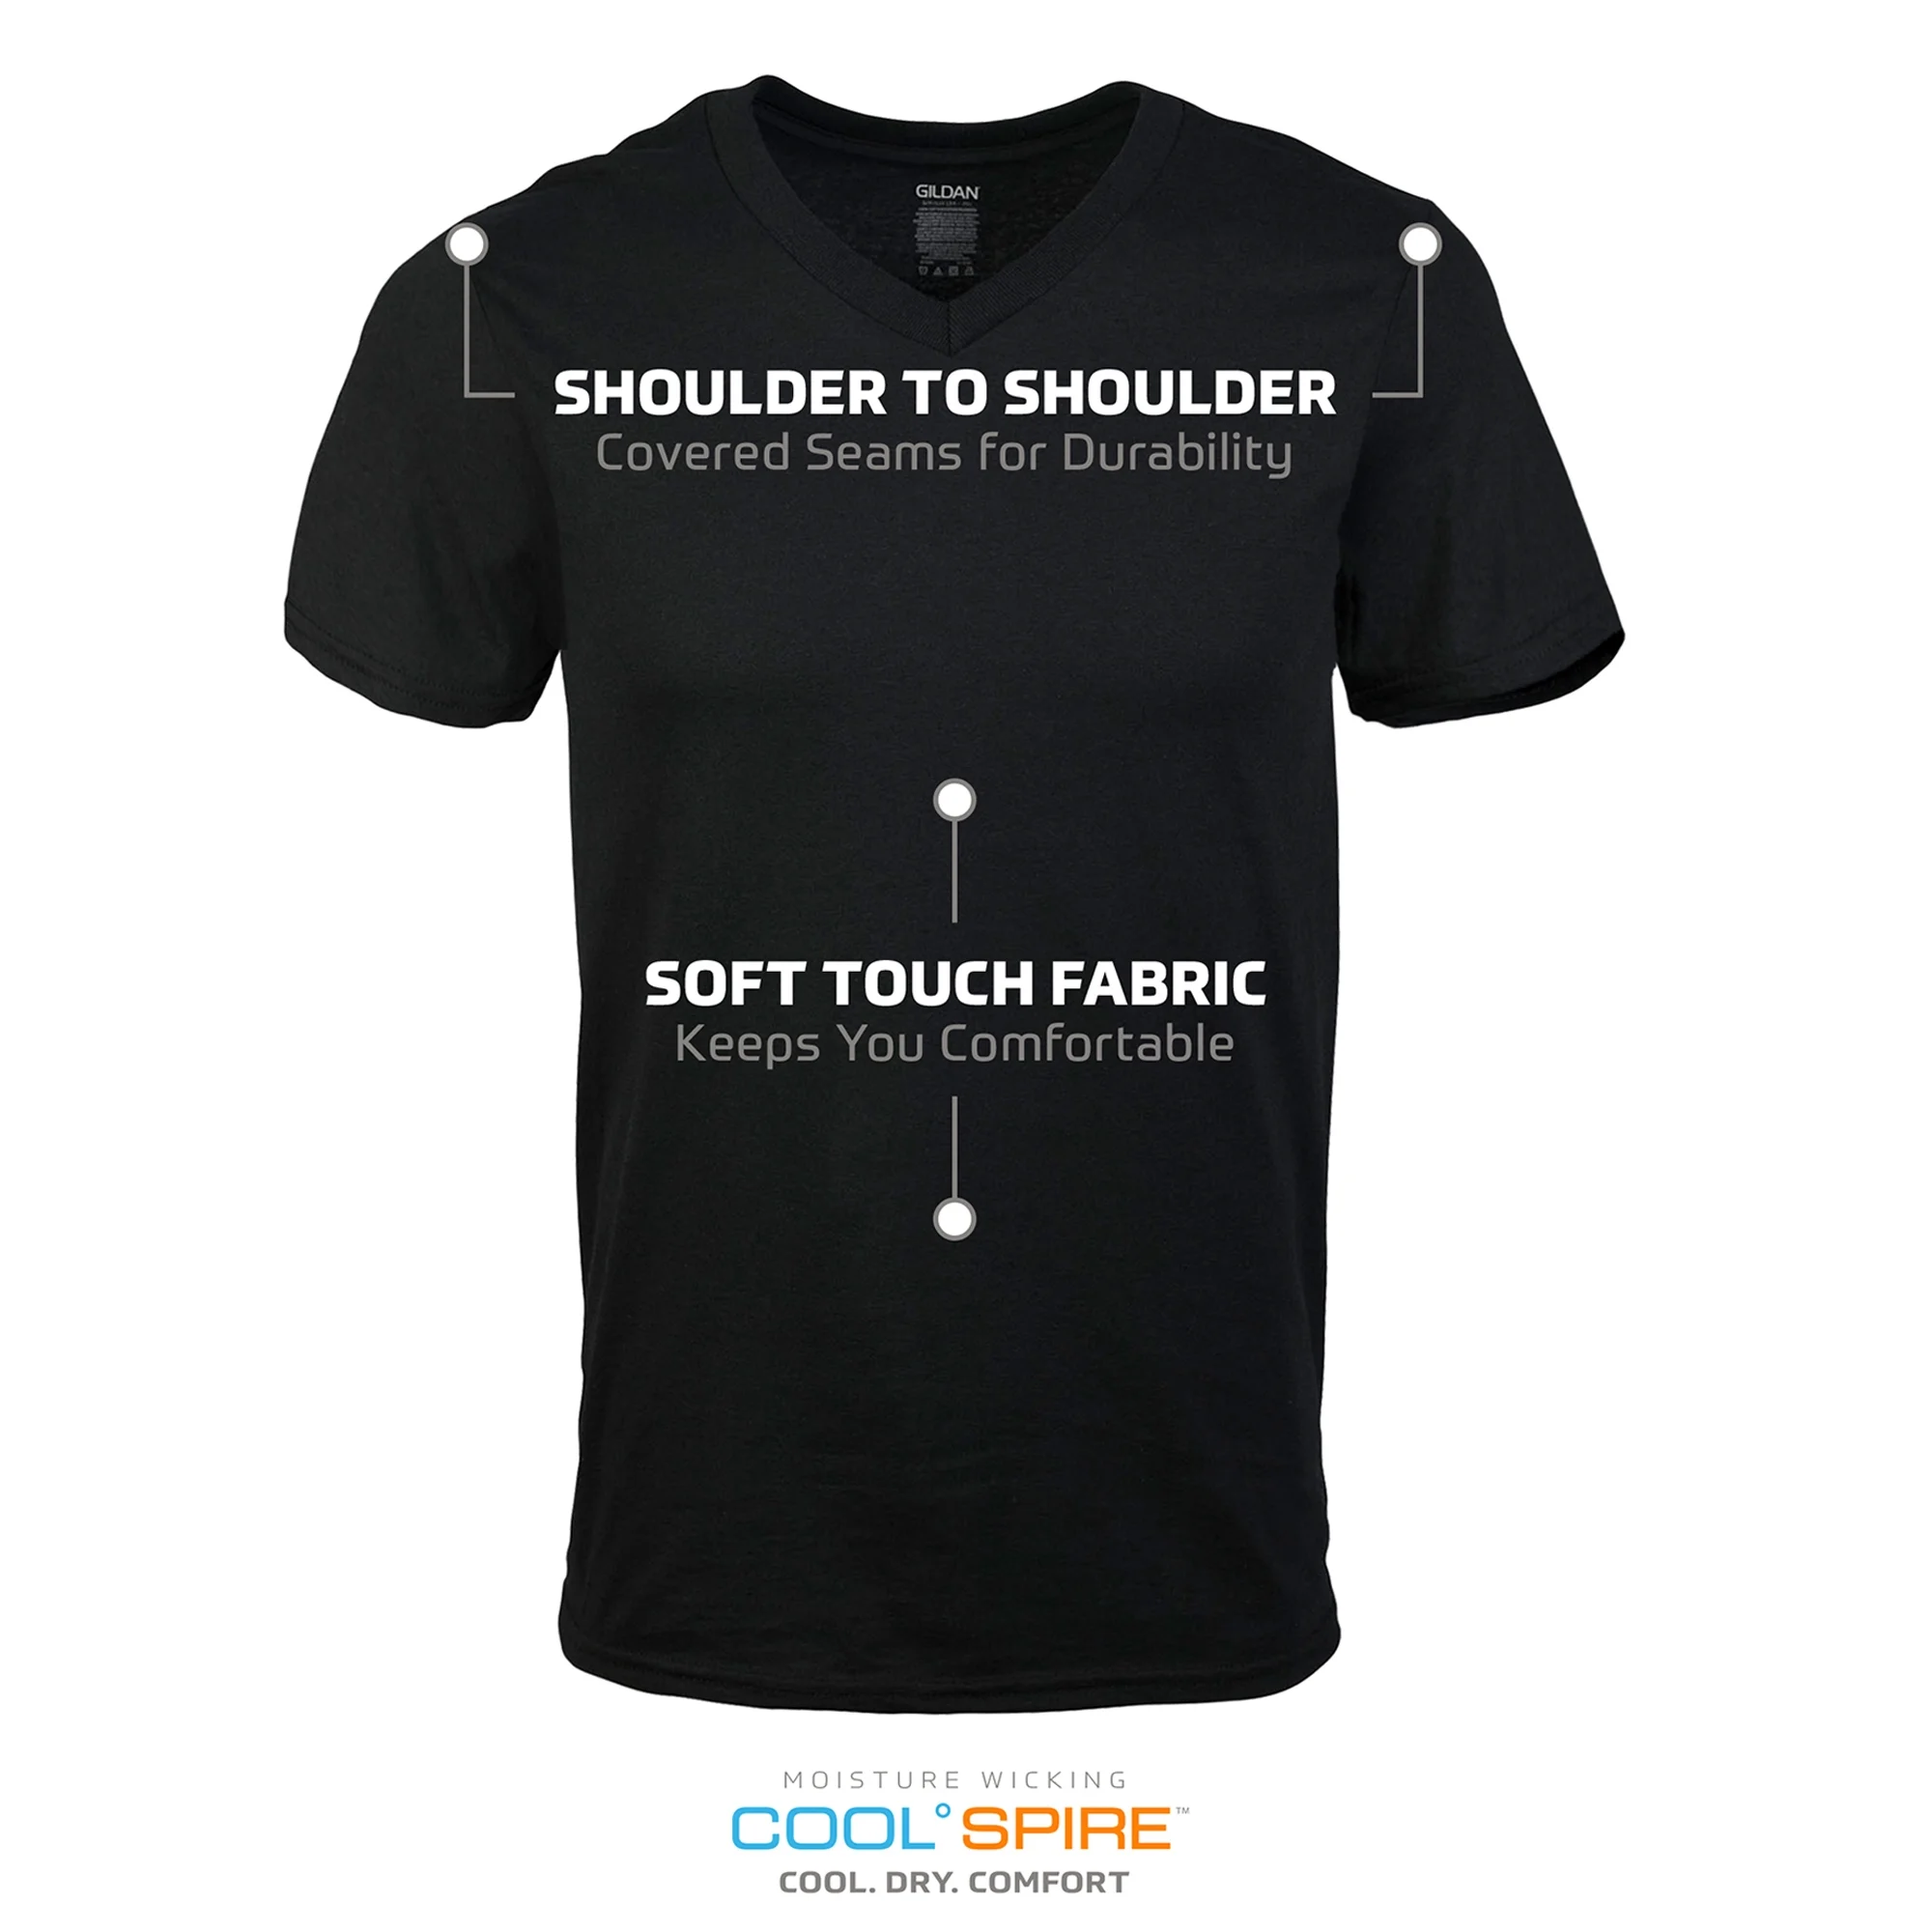 GILDAN
SHOULDER TO SHOULDER
Covered Seams for Durability
SOFT TOUCH FABRIC
Keeps You Comfortable
MOISTURE WICKING
COOL° SPIRE™
COOL. DRY. COMFORT